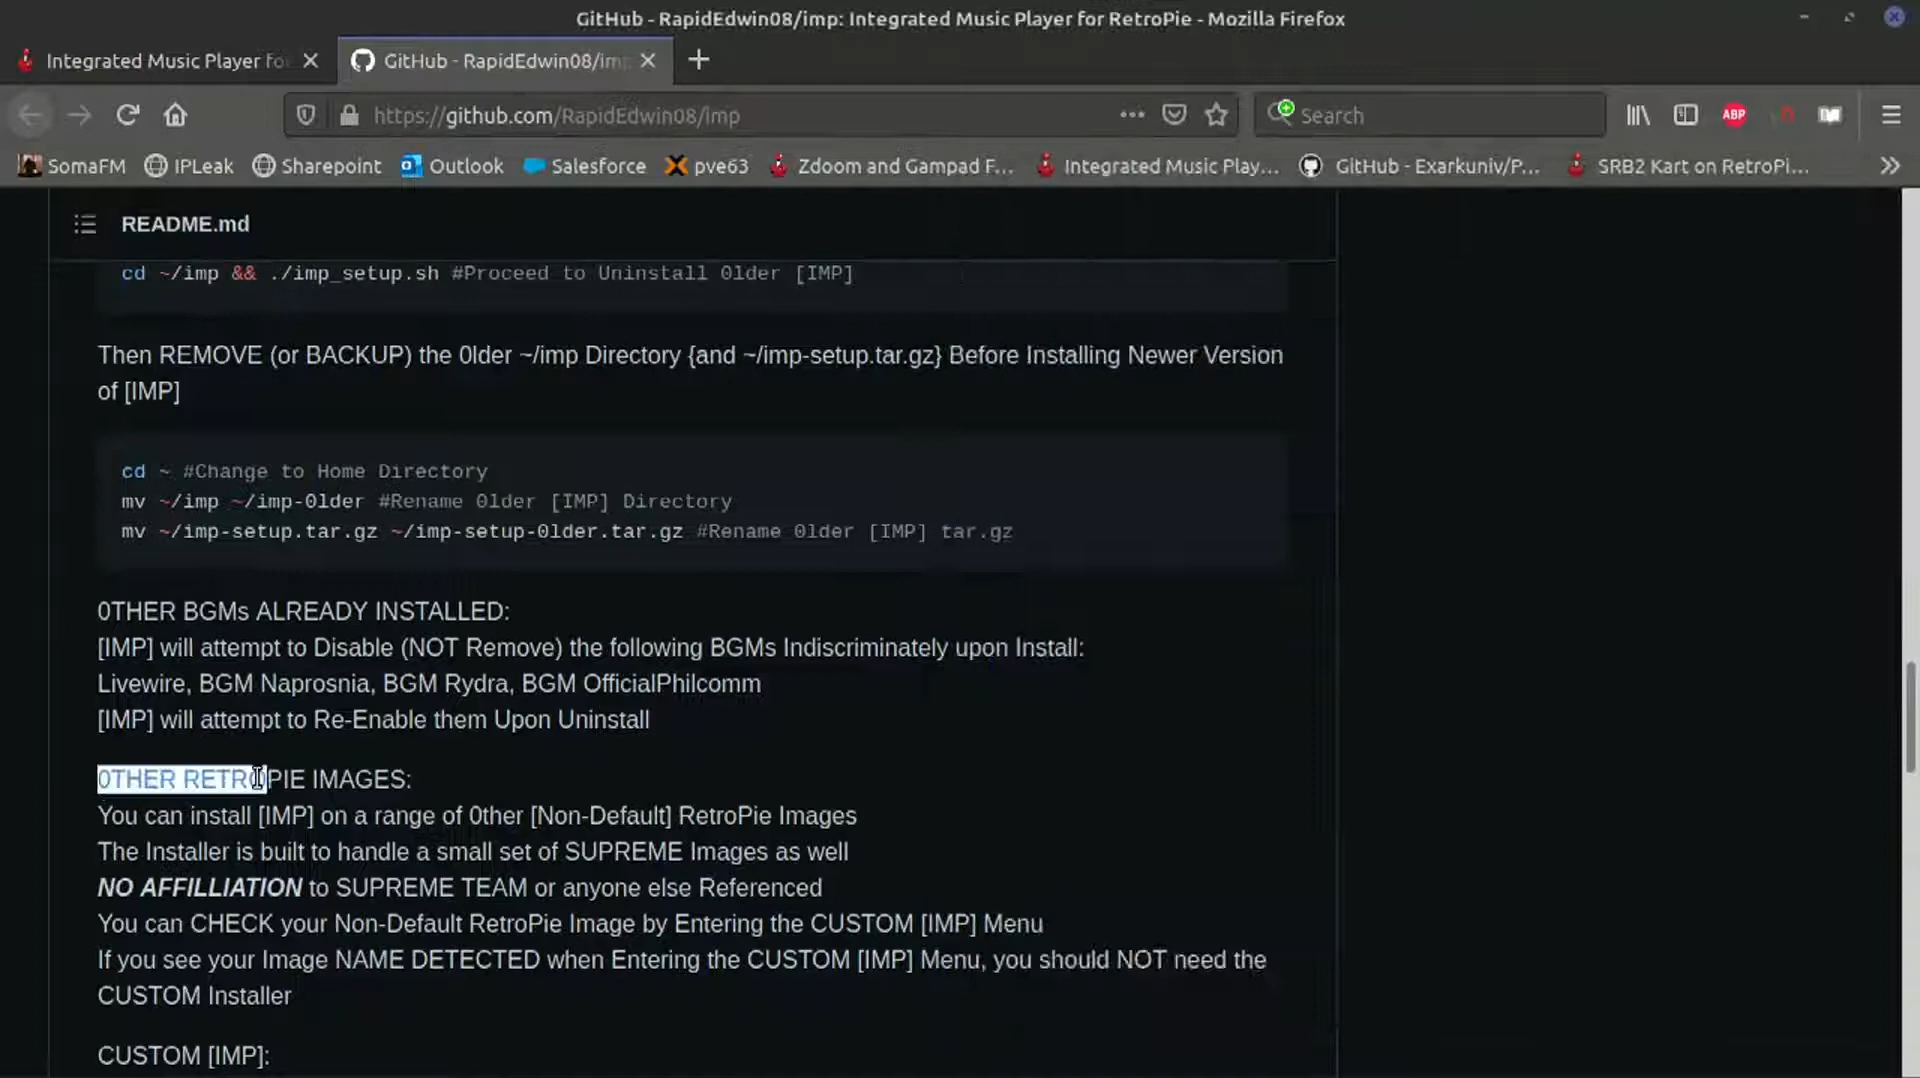 GitHub - RapidEdwin08/imp: Integrated Music Player for RetroPie - Mozilla Firefox
Integrated Music Player fo
GitHub - RapidEdwin08/im
https://github.com/RapidEdwin08/imp
Search
ABP
SomaFM
IPLeak
Sharepoint
Outlook
Salesforce
pve63
Zdoom and Gampad F...
Integrated Music Play...
GitHub - Exarkuniv/P...
SRB2 Kart on RetroPi...
README.md
cd ~/imp && ./imp_setup.sh #Proceed to Uninstall 0lder [IMP]
Then REMOVE (or BACKUP) the 0lder ~/imp Directory {and ~/imp-setup.tar.gz} Before Installing Newer Version
of [IMP]
cd ~ #Change to Home Directory
mv ~/imp ~/imp-0lder #Rename 0lder [IMP] Directory
mv ~/imp-setup.tar.gz ~/imp-setup-0lder.tar.gz #Rename 0lder [IMP] tar.gz
0THER BGMs ALREADY INSTALLED:
[IMP] will attempt to Disable (NOT Remove) the following BGMs Indiscriminately upon Install:
Livewire, BGM Naprosnia, BGM Rydra, BGM OfficialPhilcomm
[IMP] will attempt to Re-Enable them Upon Uninstall
0THER RETROPIE IMAGES:
You can install [IMP] on a range of 0ther [Non-Default] RetroPie Images
The Installer is built to handle a small set of SUPREME Images as well
NO AFFILLIATION to SUPREME TEAM or anyone else Referenced
You can CHECK your Non-Default RetroPie Image by Entering the CUSTOM [IMP] Menu
If you see your Image NAME DETECTED when Entering the CUSTOM [IMP] Menu, you should NOT need the
CUSTOM Installer
CUSTOM [IMP]: